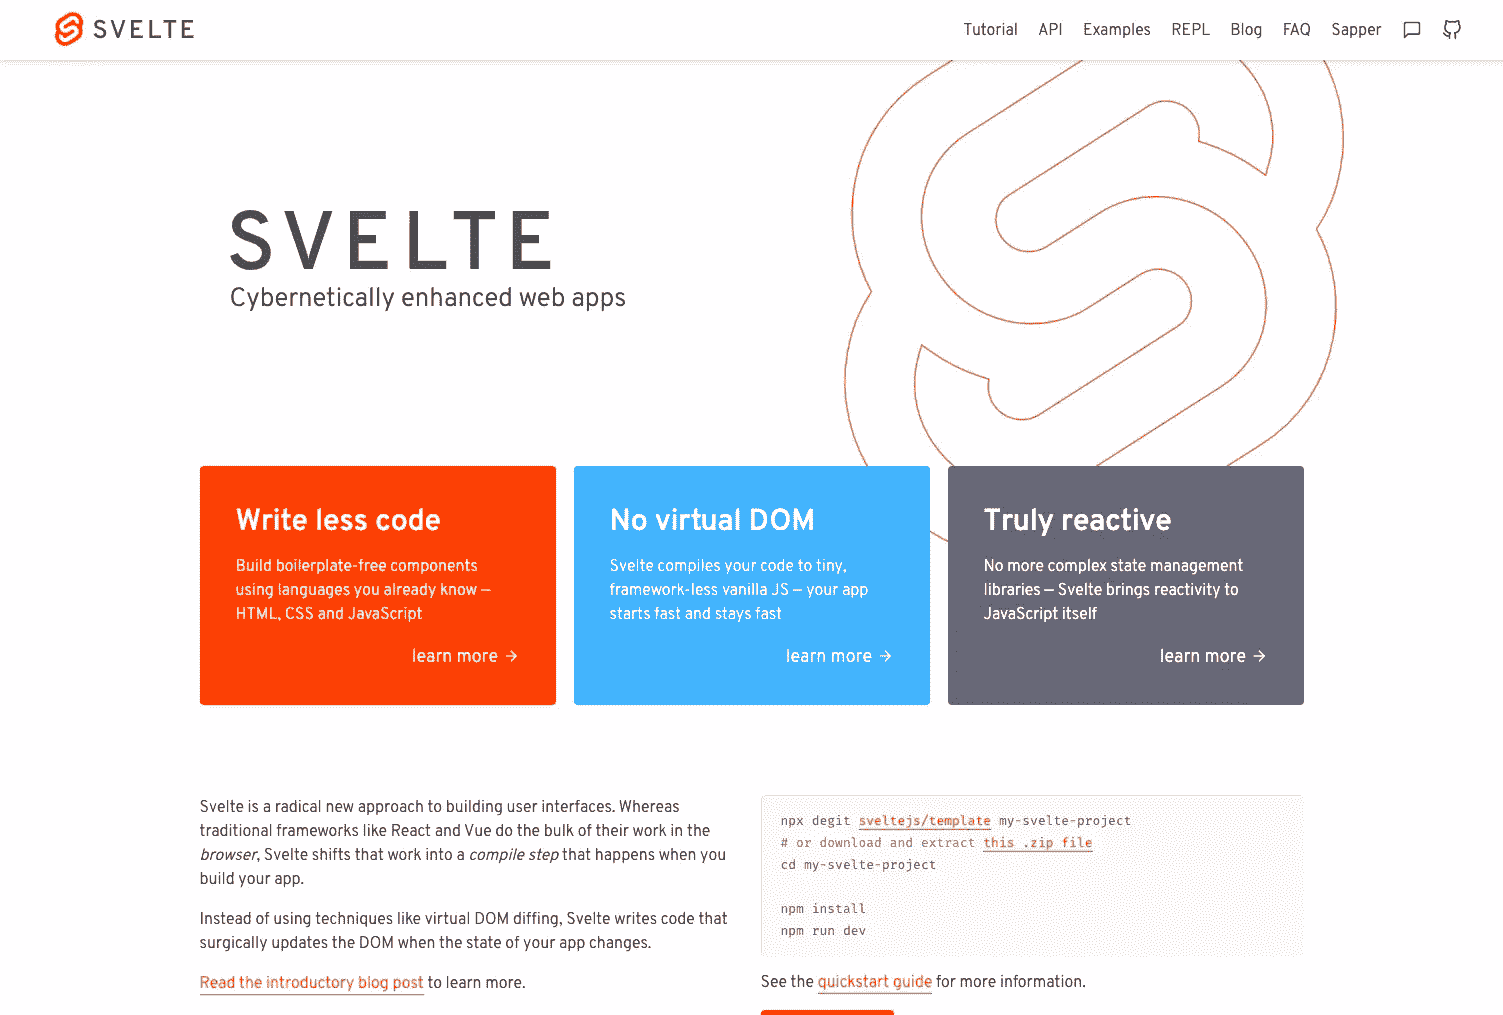 SVELTE
Tutorial API Examples REPL Blog FAQ Sapper
SVELTE
Cybernetically enhanced web apps
Write less code
Build boilerplate-free components
using languages you already know —
HTML, CSS and JavaScript
learn more →
No virtual DOM
Svelte compiles your code to tiny,
framework-less vanilla JS — your app
starts fast and stays fast
learn more →
Truly reactive
No more complex state management
libraries — Svelte brings reactivity to
JavaScript itself
learn more →
Svelte is a radical new approach to building user interfaces. Whereas
traditional frameworks like React and Vue do the bulk of their work in the
browser, Svelte shifts that work into a compile step that happens when you
build your app.
Instead of using techniques like virtual DOM diffing, Svelte writes code that
surgically updates the DOM when the state of your app changes.
Read the introductory blog post to learn more.
npx degit sveltejs/template my-svelte-project
# or download and extract this .zip file
cd my-svelte-project
npm install
npm run dev
See the quickstart guide for more information.